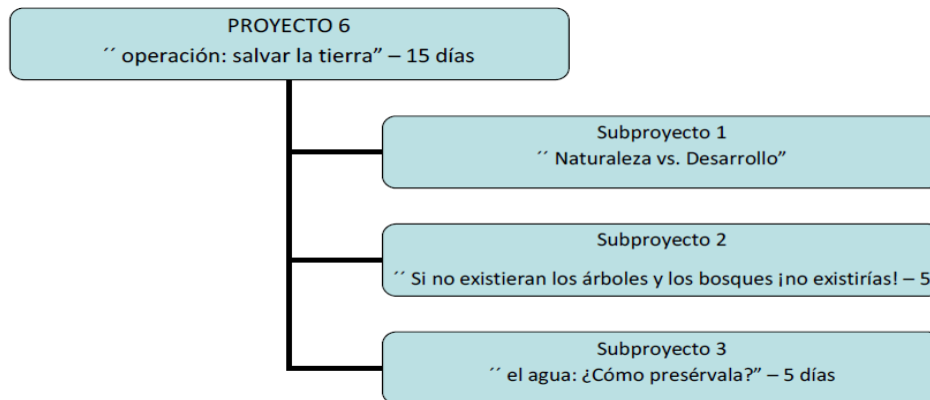 PROYECTO 6
´´ operación: salvar la tierra” – 15 días
Subproyecto 1
´´ Naturaleza vs. Desarrollo”
Subproyecto 2
´´ Si no existieran los árboles y los bosques ¡no existirías! – 5
Subproyecto 3
´´ el agua: ¿Cómo presérvala?” – 5 días